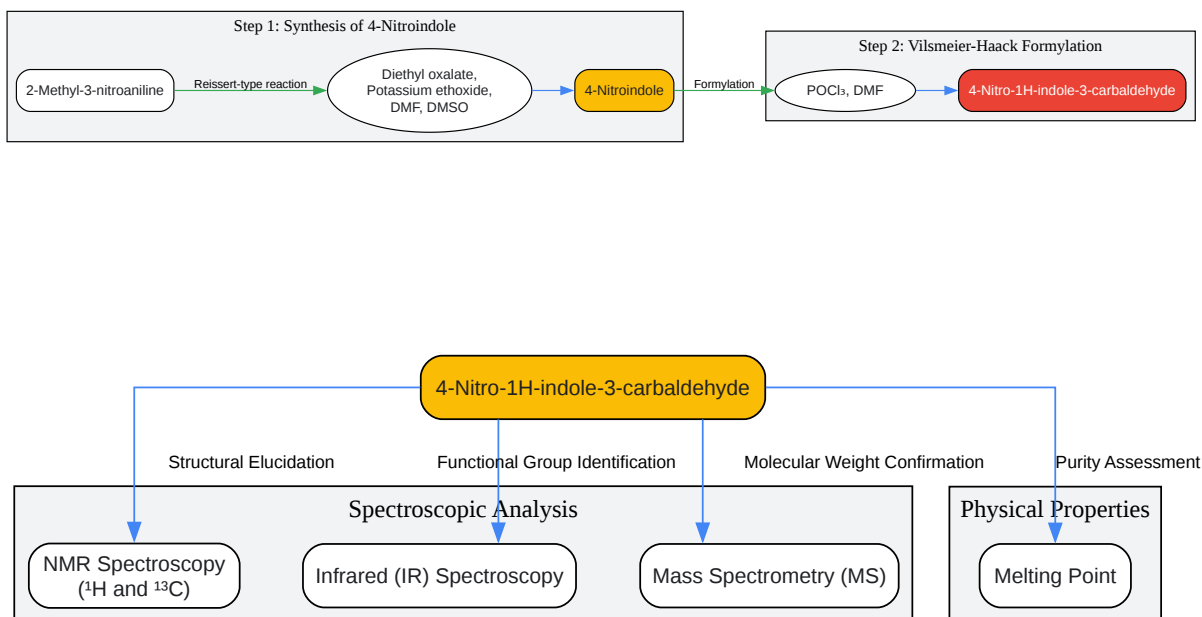 Step 1: Synthesis of 4-Nitroindole
2-Methyl-3-nitroaniline
Reissert-type reaction
Diethyl oxalate,
Potassium ethoxide,
DMF, DMSO
4-Nitroindole
Formylation
Step 2: Vilsmeier-Haack Formylation
POCl₃, DMF
4-Nitro-1H-indole-3-carbaldehyde
4-Nitro-1H-indole-3-carbaldehyde
Structural Elucidation
Functional Group Identification
Molecular Weight Confirmation
Purity Assessment
Spectroscopic Analysis
Physical Properties
NMR Spectroscopy
(¹H and ¹³C)
Infrared (IR) Spectroscopy
Mass Spectrometry (MS)
Melting Point